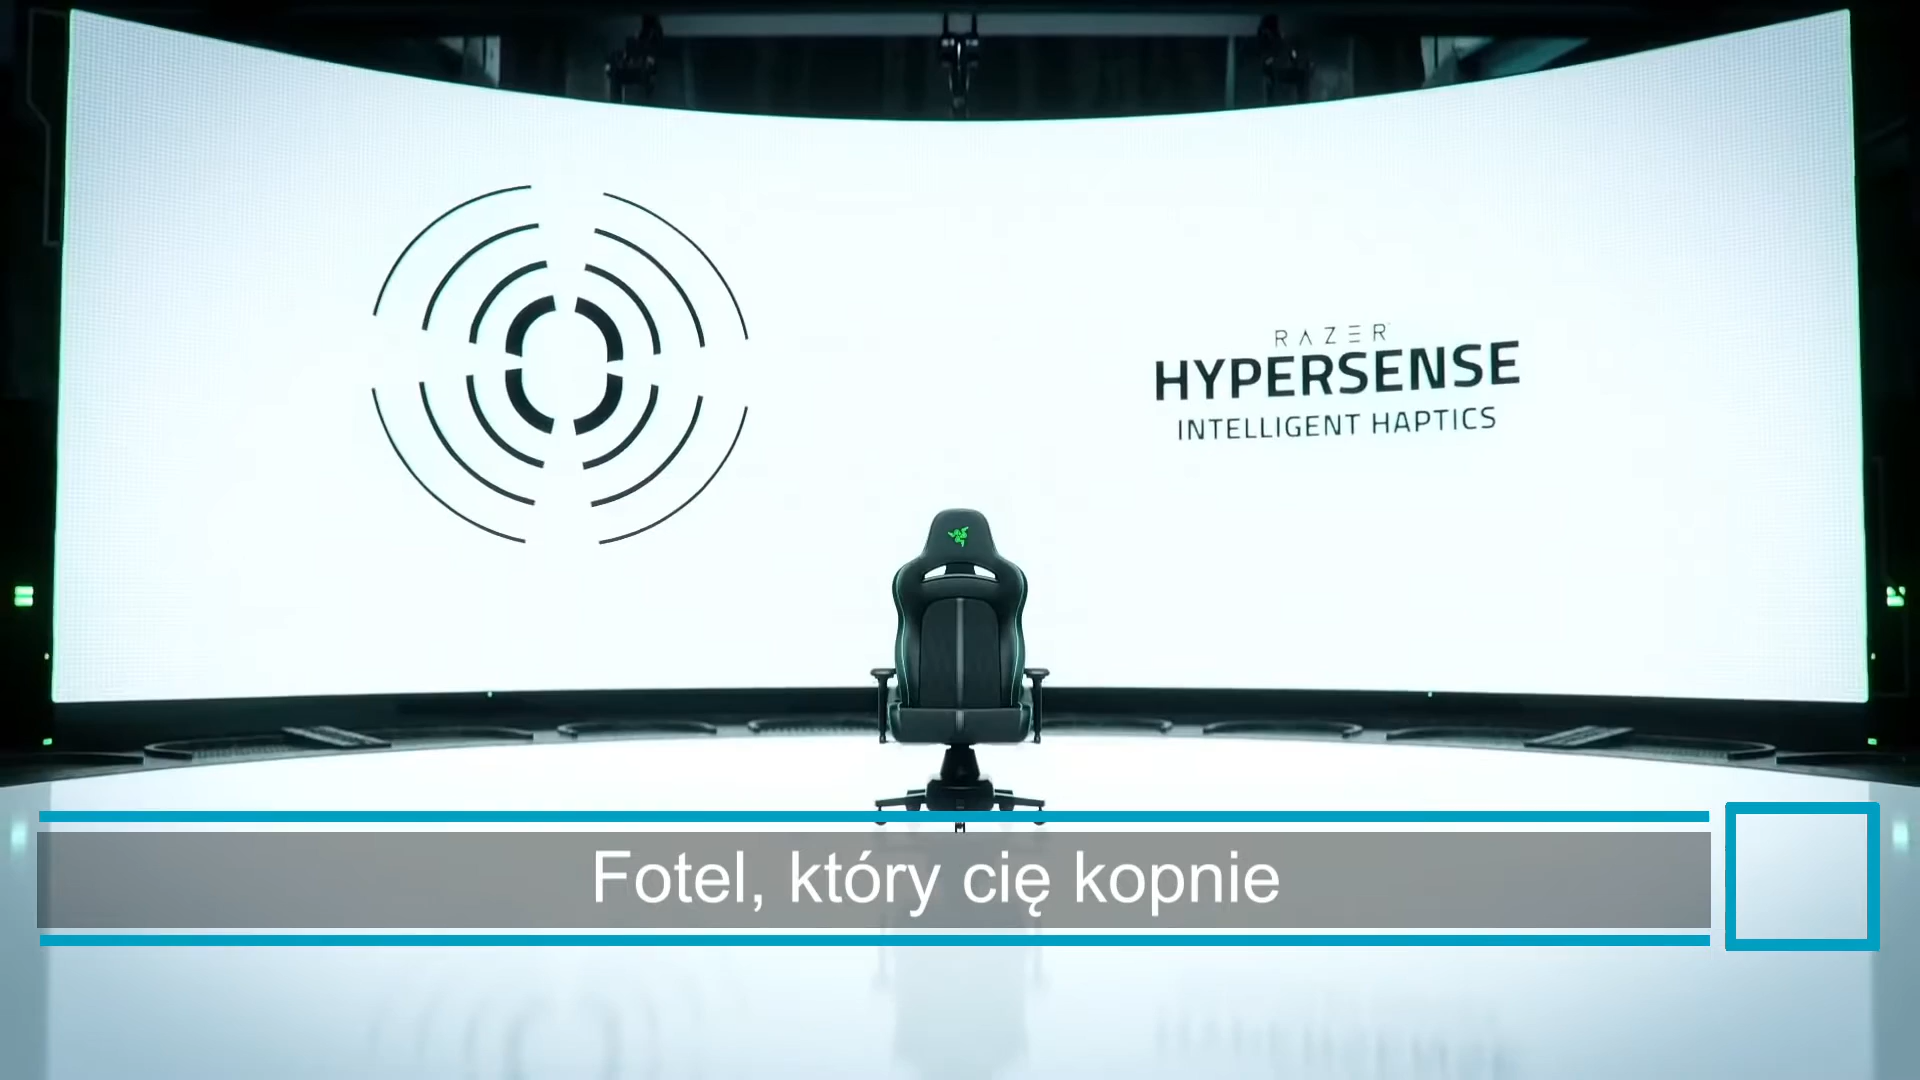 RAZER
HYPERSENSE
INTELLIGENT HAPTICS
Fotel, który cię kopnie